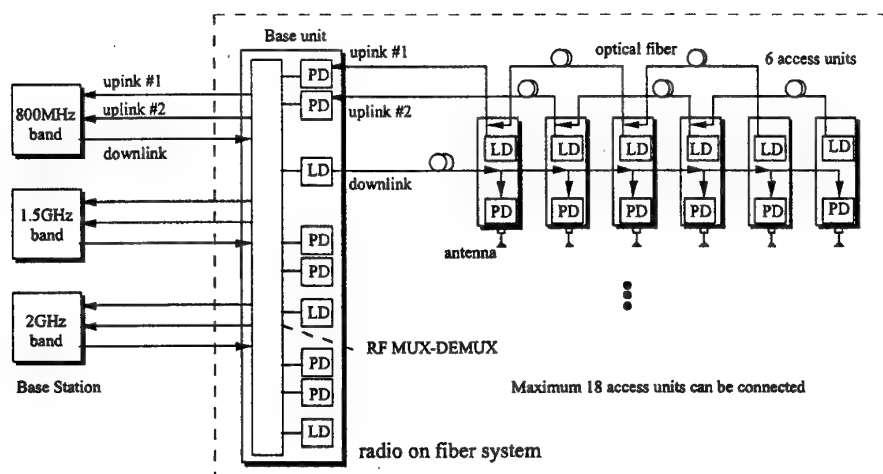 Base unit
upink #1
optical fiber
6 access units
PD
PD
upink #1
uplink #2
downlink
800MHz
band
uplink #2
LD
downlink
LD
LD
LD
LD
LD
LD
PD
PD
PD
PD
PD
PD
antenna
1.5GHz
band
PD
PD
LD
2GHz
band
RF MUX-DEMUX
PD
PD
LD
Base Station
Maximum 18 access units can be connected
radio on fiber system